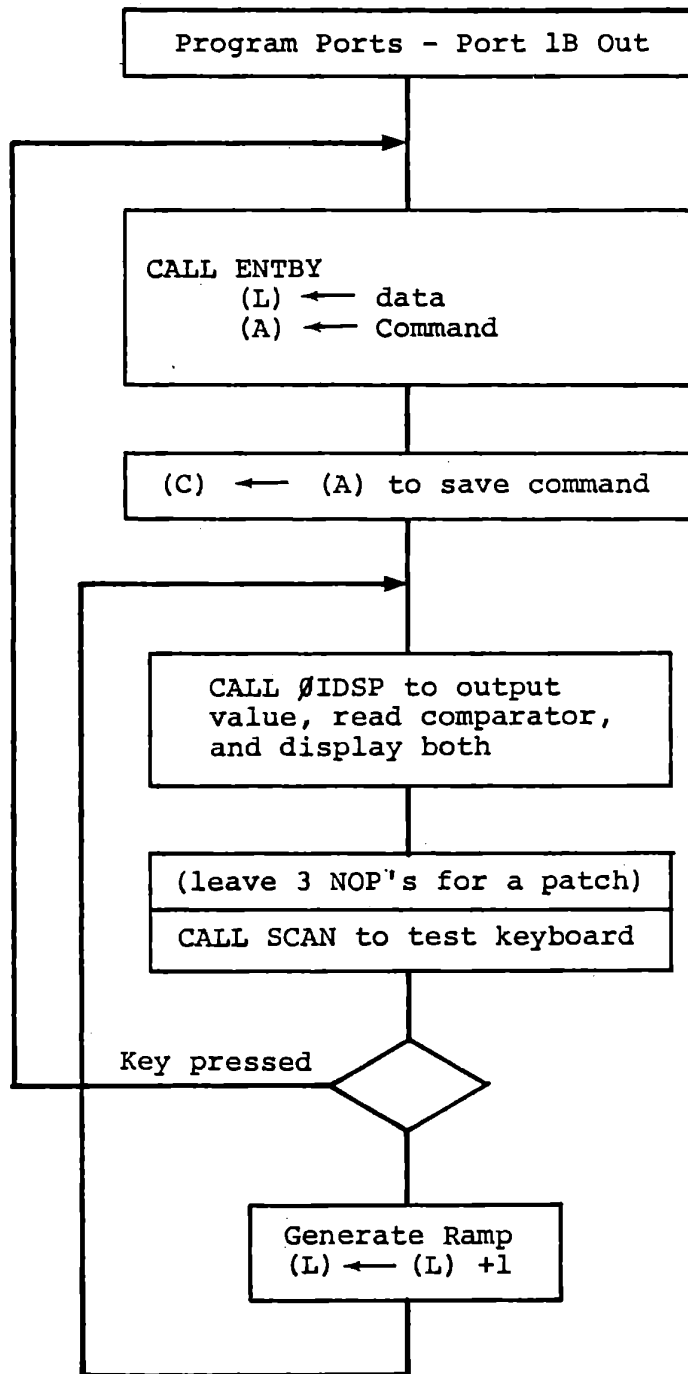 Program Ports - Port 1B Out
CALL ENTBY
(L) ← data
(A) ← Command
(C) ← (A) to save command
CALL ØIDSP to output
value, read comparator,
and display both
(leave 3 NOP's for a patch)
CALL SCAN to test keyboard
Key pressed
Generate Ramp
(L) ← (L) +1